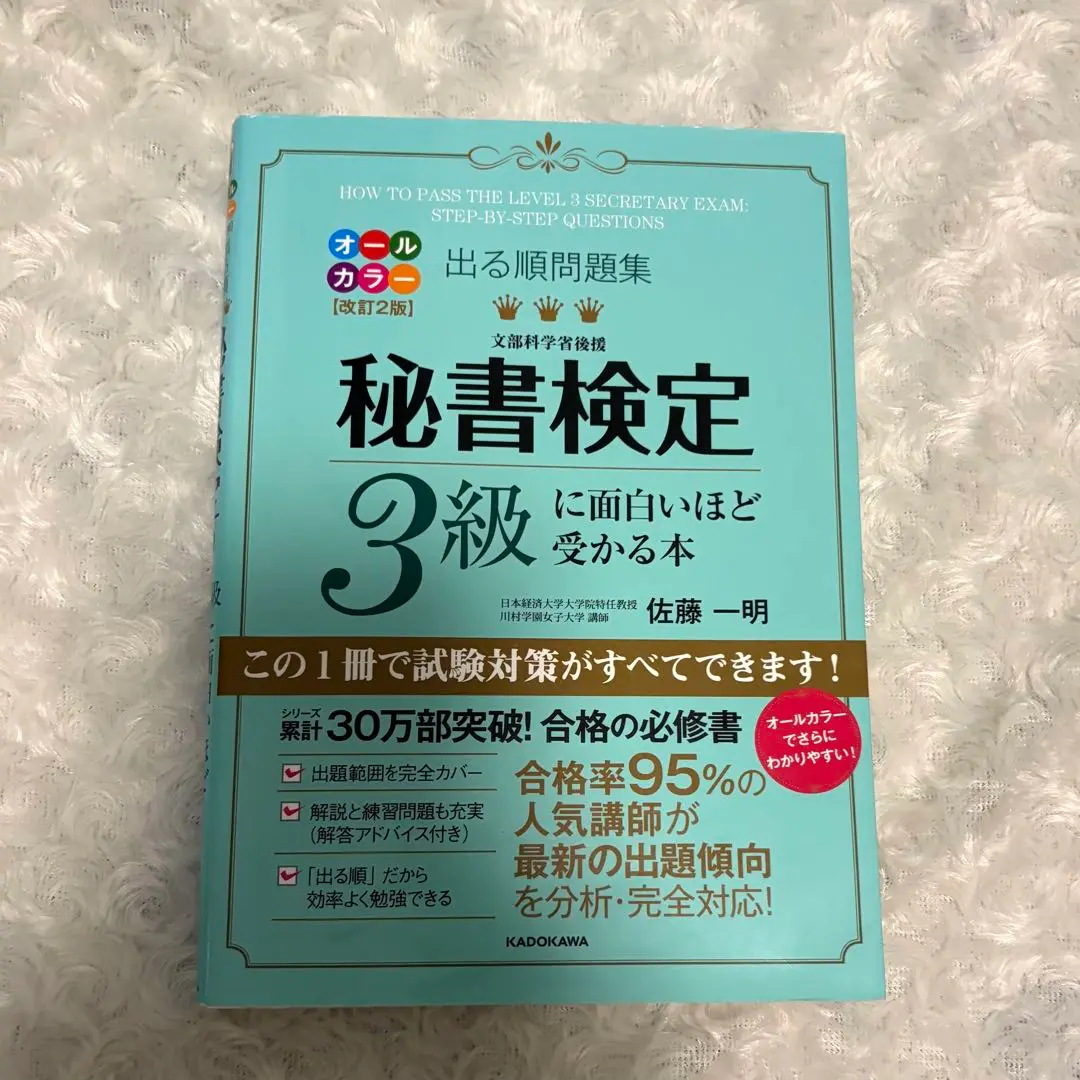 HOW TO PASS THE LEVEL 3 SECRETARY EXAM:
STEP-BY-STEP QUESTIONS
オール
カラー
【改訂2版】
出る順問題集
文部科学省後援
秘書検定
3級に面白いほど
受かる本
日本経済大学大学院特任教授
川村学園女子大学 講師
佐藤 一明
この1冊で試験対策がすべてできます!
シリーズ
累計30万部突破!合格の必修書
オールカラー
でさらに
わかりやすい!
出題範囲を完全カバー
解説と練習問題も充実
(解答アドバイス付き)
「出る順」だから
効率よく勉強できる
合格率95%の
人気講師が
最新の出題傾向
を分析・完全対応!
KADOKAWA